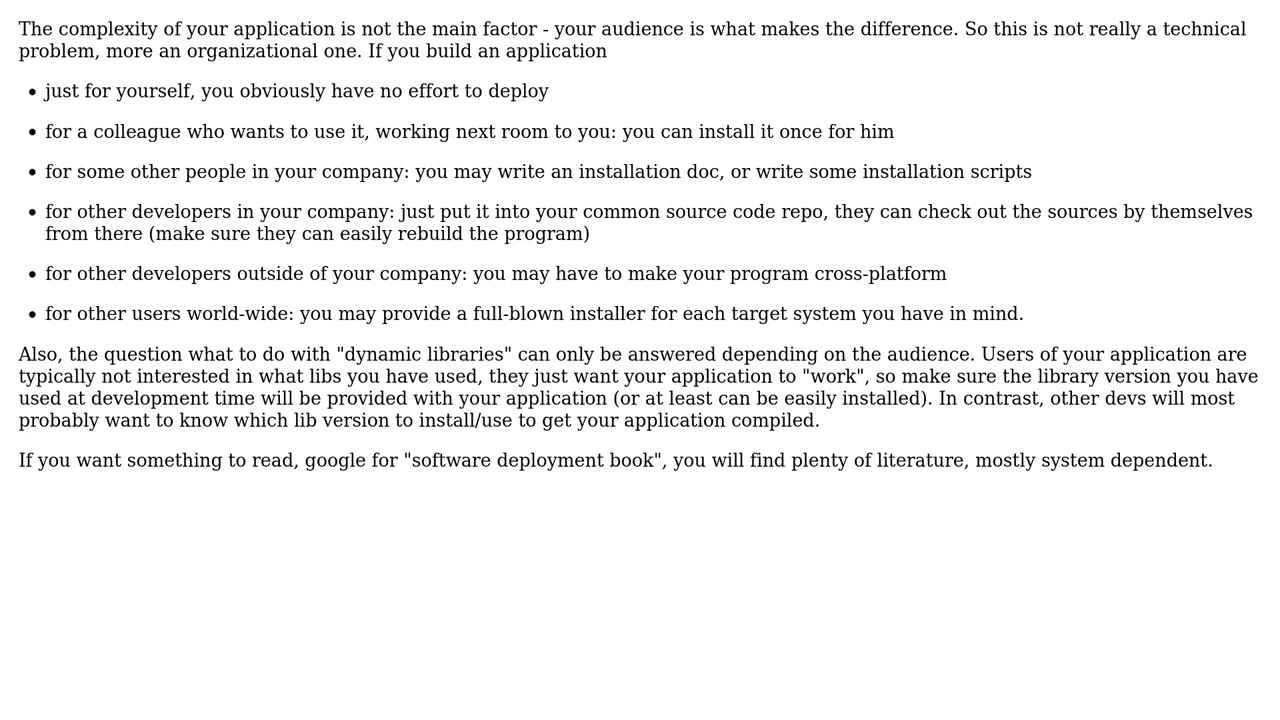 The complexity of your application is not the main factor - your audience is what makes the difference. So this is not really a technical
problem, more an organizational one. If you build an application
• just for yourself, you obviously have no effort to deploy
• for a colleague who wants to use it, working next room to you: you can install it once for him
• for some other people in your company: you may write an installation doc, or write some installation scripts
• for other developers in your company: just put it into your common source code repo, they can check out the sources by themselves
from there (make sure they can easily rebuild the program)
• for other developers outside of your company: you may have to make your program cross-platform
• for other users world-wide: you may provide a full-blown installer for each target system you have in mind.
Also, the question what to do with "dynamic libraries" can only be answered depending on the audience. Users of your application are
typically not interested in what libs you have used, they just want your application to "work", so make sure the library version you have
used at development time will be provided with your application (or at least can be easily installed). In contrast, other devs will most
probably want to know which lib version to install/use to get your application compiled.
If you want something to read, google for "software deployment book", you will find plenty of literature, mostly system dependent.